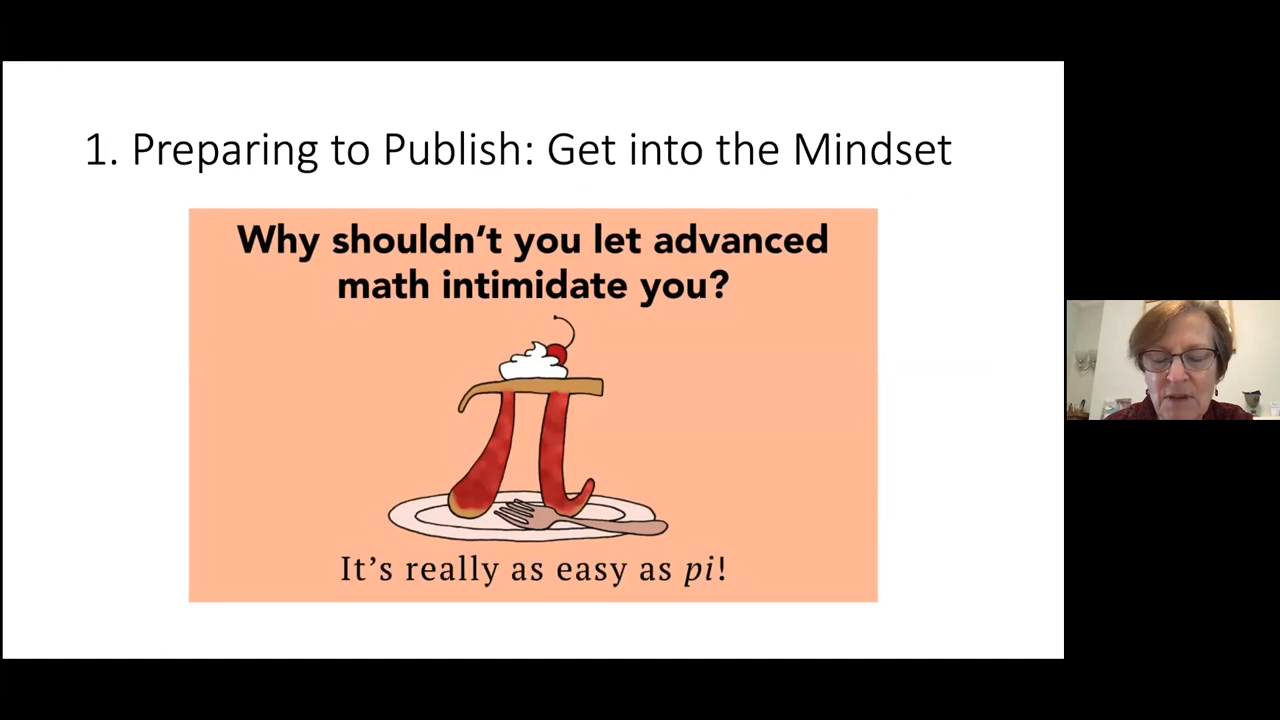 1. Preparing to Publish: Get into the Mindset
Why shouldn't you let advanced
math intimidate you?
It's really as easy as pi!